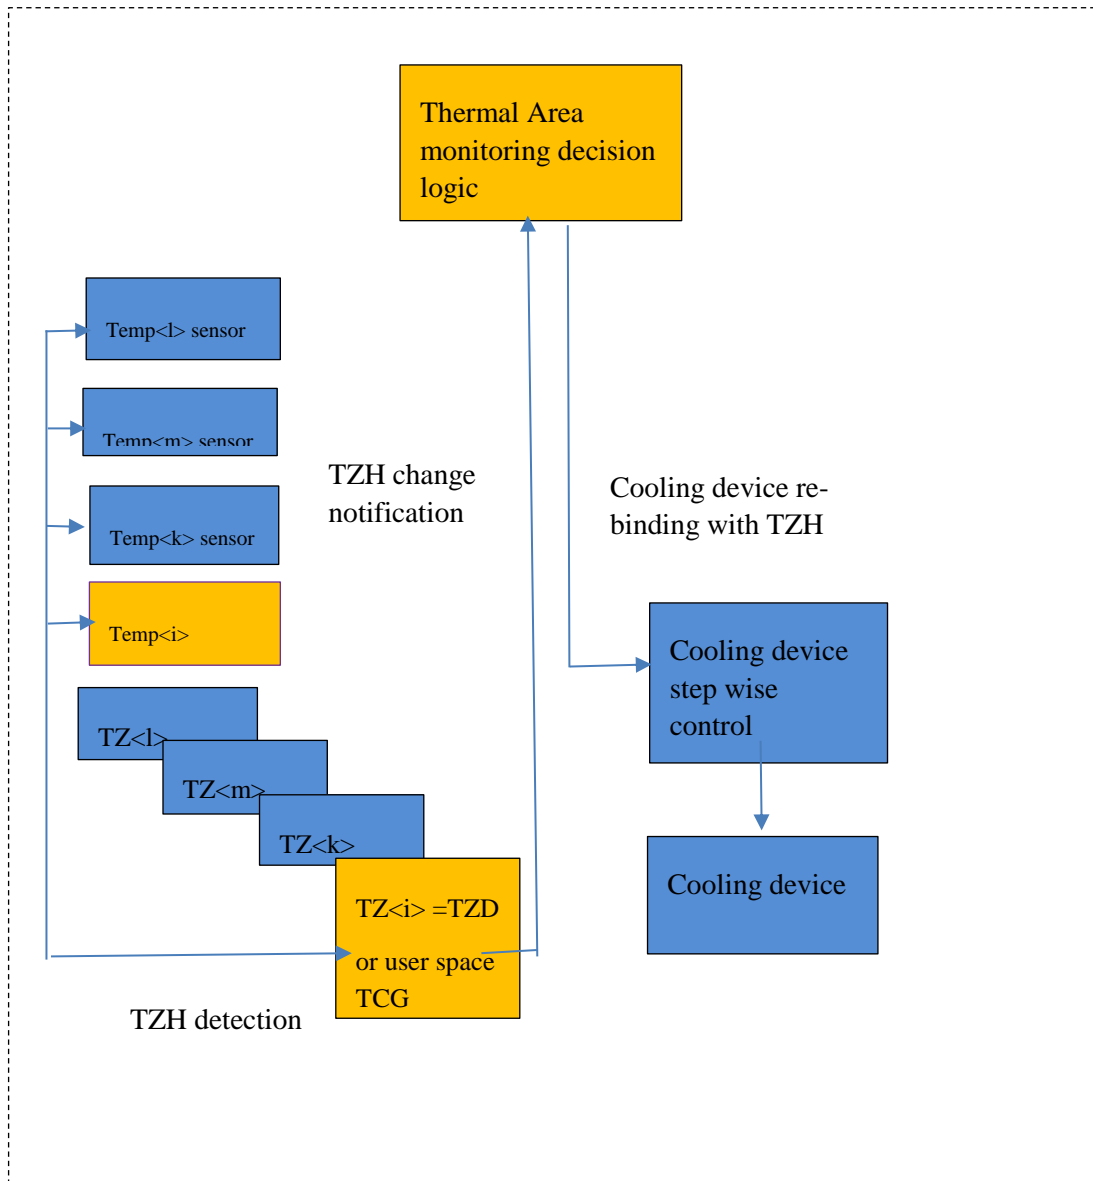 Thermal Area
monitoring decision
logic
Temp<l> sensor
Temp<m> sensor
TZH change
notification
Cooling device re-
binding with TZH
Temp<k> sensor
Temp<i>
Cooling device
step wise
control
TZ<l>
TZ<m>
TZ<k>
TZ<i> =TZD
or user space
TCG
Cooling device
TZH detection